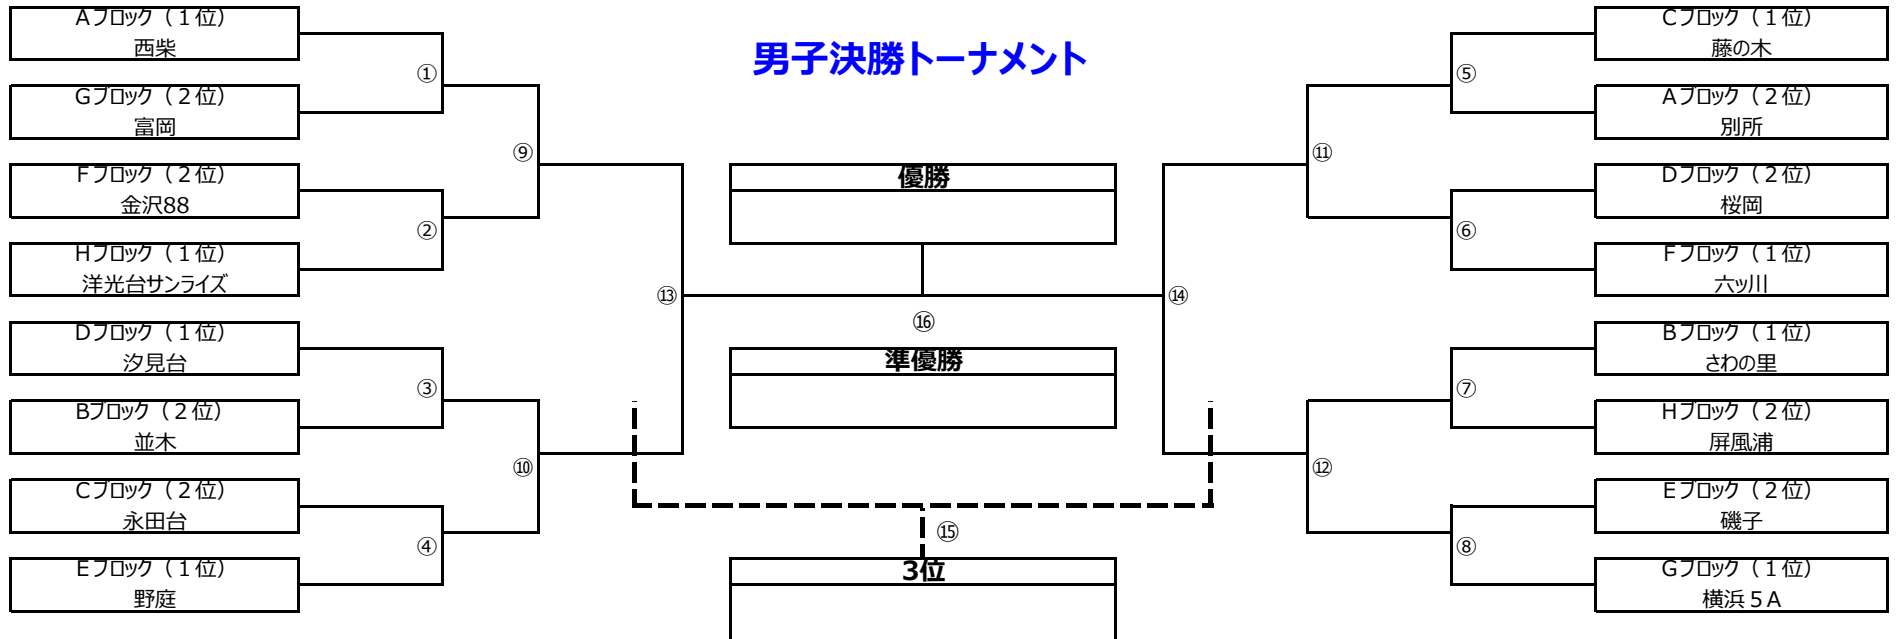 男子決勝トーナメント
Aブロック（１位）
西柴
①
Gブロック（２位）
富岡
⑨
Fブロック（２位）
金沢88
②
Hブロック（１位）
洋光台サンライズ
⑬
Dブロック（１位）
汐見台
③
Bブロック（２位）
並木
⑩
Cブロック（２位）
永田台
④
Eブロック（１位）
野庭
優勝
⑯
準優勝
⑮
3位
Cブロック（１位）
藤の木
⑤
Aブロック（２位）
別所
⑪
Dブロック（２位）
桜岡
⑥
Fブロック（１位）
六ッ川
⑭
Bブロック（１位）
さわの里
⑦
Hブロック（２位）
屏風浦
⑫
Eブロック（２位）
磯子
⑧
Gブロック（１位）
横浜５A